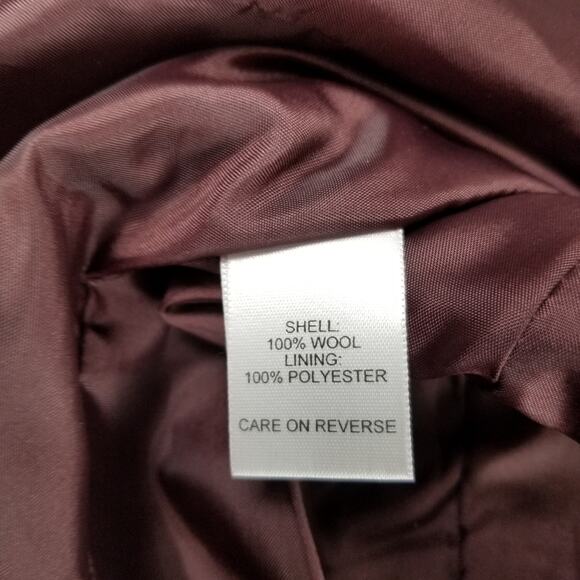 SHELL:
100% WOOL
LINING:
100% POLYESTER
CARE ON REVERSE